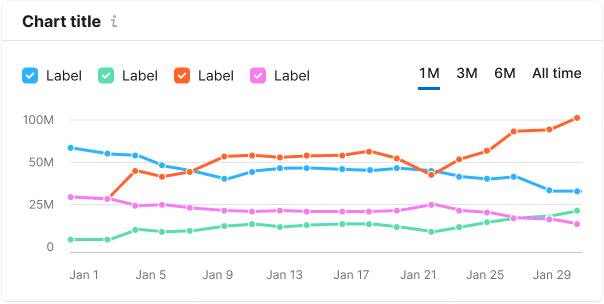 Chart title i
Label Label Label Label 1M 3M 6M All time
100M
50M
25M
0
Jan 1 Jan 5 Jan 9 Jan 13 Jan 17 Jan 21 Jan 25 Jan 29